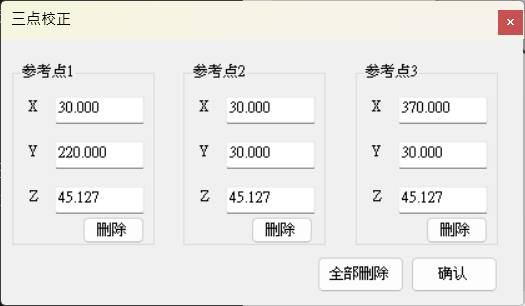 三点校正
参考点1
X 30.000
Y 220.000
Z 45.127
删除
参考点2
X 30.000
Y 30.000
Z 45.127
删除
参考点3
X 370.000
Y 30.000
Z 45.127
删除
全部删除 确认